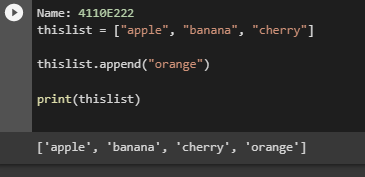 Name: 4110E222
thislist = ["apple", "banana", "cherry"]
thislist.append("orange")
print(thislist)
['apple', 'banana', 'cherry', 'orange']